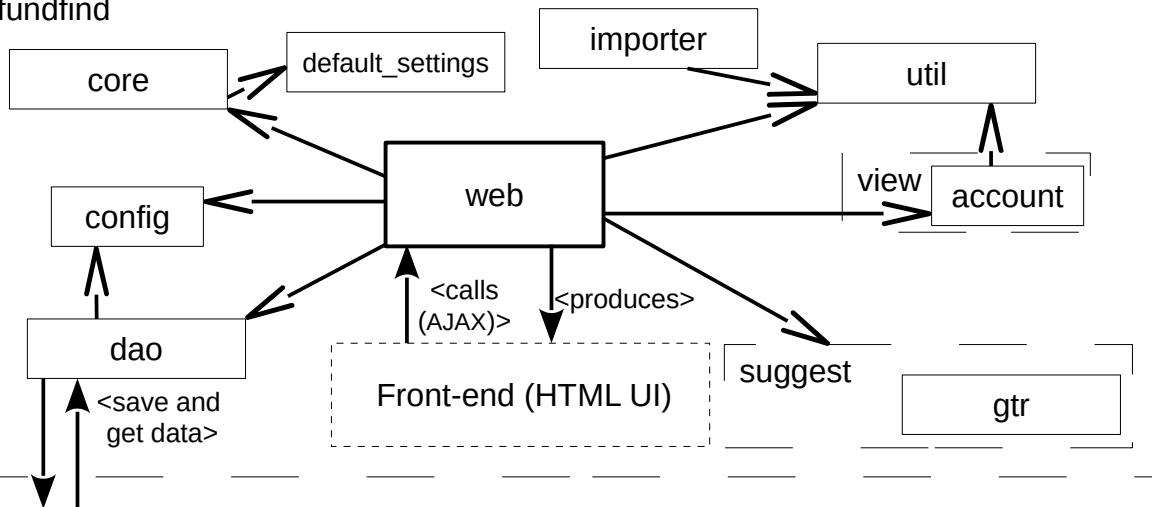 fundfind
importer
core
default_settings
util
view
account
web
config
<calls
(AJAX)>
<produces>
dao
suggest
Front-end (HTML UI)
gtr
<save and
get data>